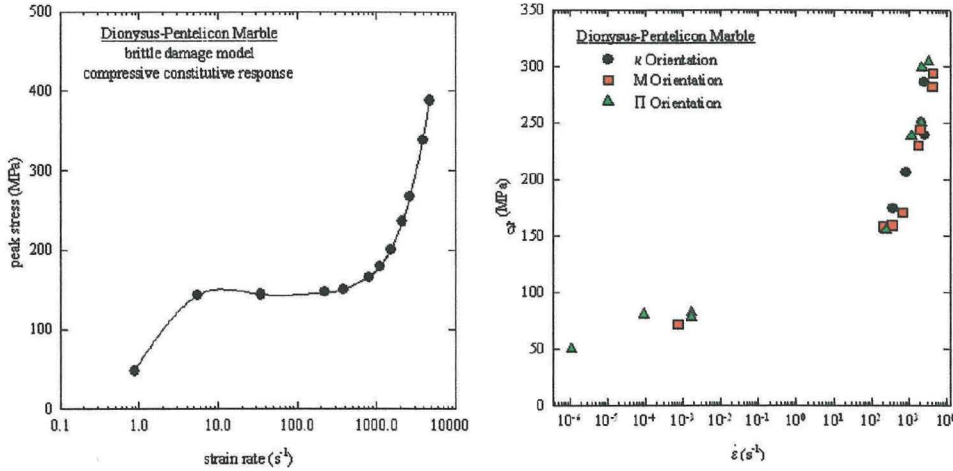 Dionysus-Pentelicon Marble
brittle damage model
compressive constitutive response
peak stress (MPa)
500
400
300
200
100
0
0.1
1.0
10.0
100.0
1000.0
10000
strain rate (s⁻¹)
Dionysus-Pentelicon Marble
κ Orientation
M Orientation
Π Orientation
(MPa)
350
300
250
200
150
100
50
0
10⁻⁶
10⁻⁵
10⁻⁴
10⁻³
10⁻²
10⁻¹
10⁰
10¹
10²
10³
10⁴
ε̇ (s⁻¹)